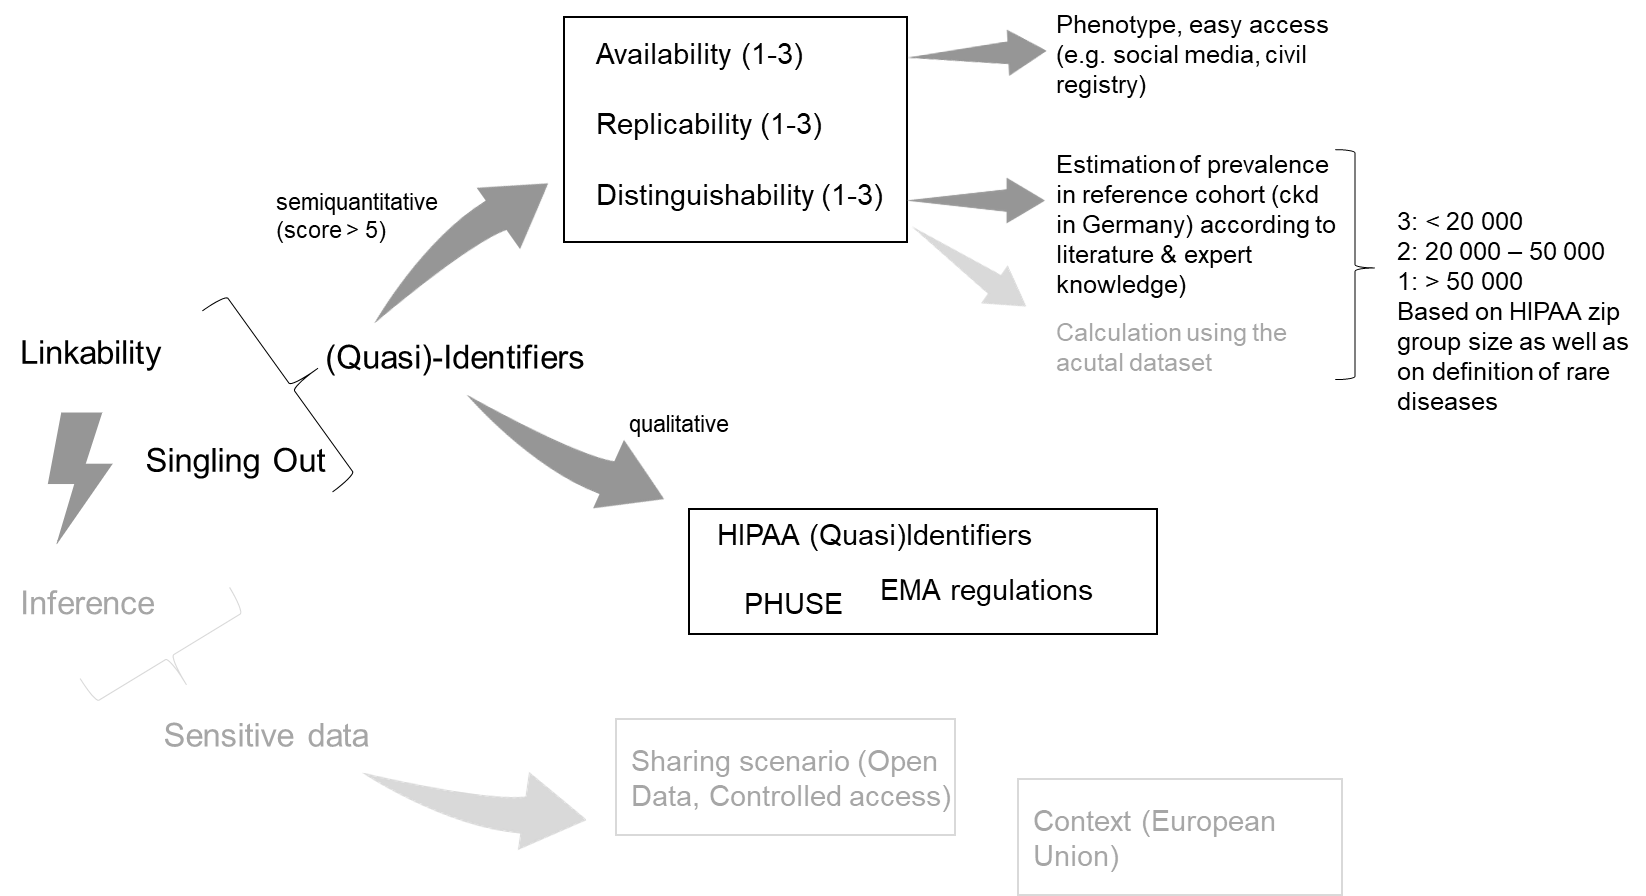 Availability (1-3)
Replicability (1-3)
Distinguishability (1-3)
Phenotype, easy access
(e.g. social media, civil
registry)
Estimation of prevalence
in reference cohort (ckd
in Germany) according to
literature & expert
knowledge)
Calculation using the
acutal dataset
3: < 20 000
2: 20 000 – 50 000
1: > 50 000
Based on HIPAA zip
group size as well as
on definition of rare
diseases
semiquantitative
(score > 5)
Linkability
(Quasi)-Identifiers
Singling Out
qualitative
HIPAA (Quasi)Identifiers
PHUSE
EMA regulations
Inference
Sensitive data
Sharing scenario (Open
Data, Controlled access)
Context (European
Union)